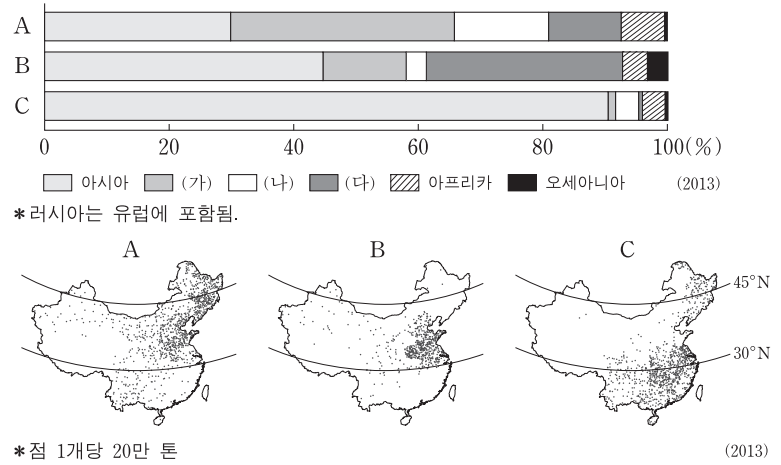 A
B
C
0 20 40 60 80 100(%)
아시아 (가) (나) (다) 아프리카 오세아니아 (2013)
*러시아는 유럽에 포함됨.
A B C
45°N
30°N
*점 1개당 20만 톤 (2013)